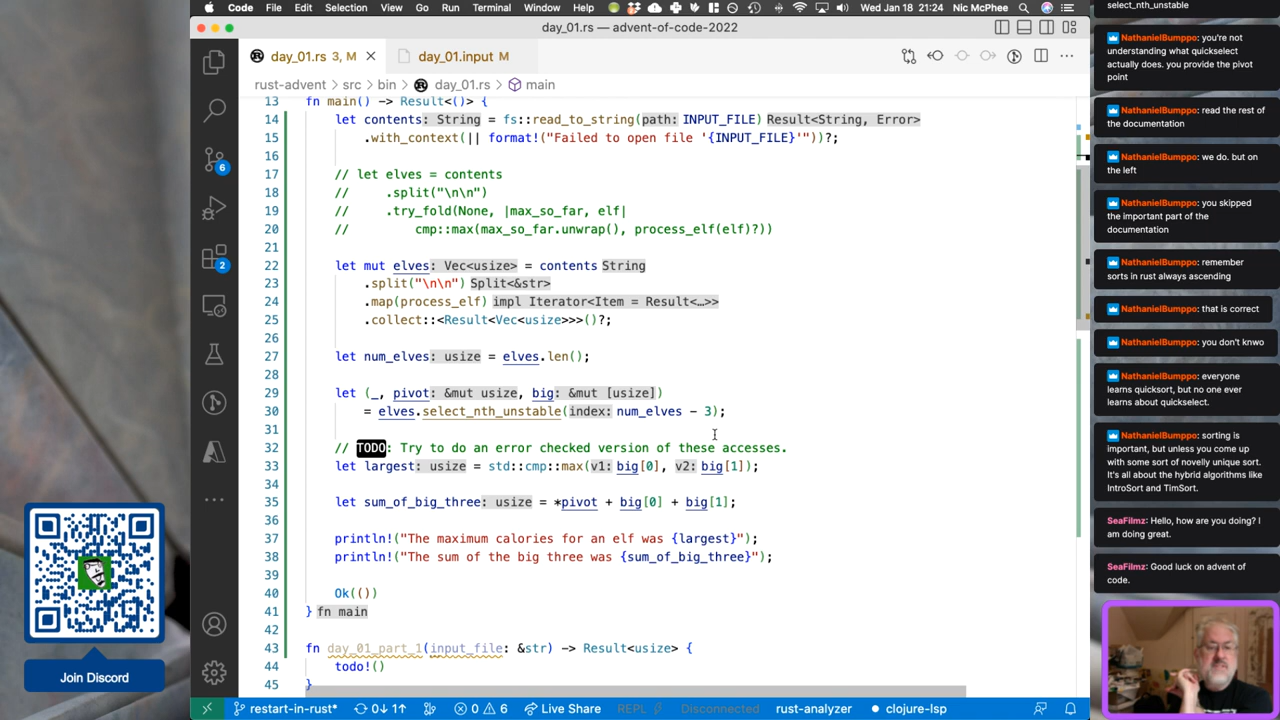 Code File Edit Selection View Go Run Terminal Window Help Wed Jan 18 21:24 Nic McPhee
day_01.rs — advent-of-code-2022
day_01.rs 3, M day_01.input M
rust-advent > src > bin > day_01.rs > main
13 fn main() -> Result<()> {
14 let contents: String = fs::read_to_string(path: INPUT_FILE) Result<String, Error>
15 .with_context(|| format!("Failed to open file '{INPUT_FILE}'"))?;
16
17 // let elves = contents
18 // .split("\n\n")
19 // .try_fold(None, |max_so_far, elf|
20 // cmp::max(max_so_far.unwrap(), process_elf(elf)?))
21
22 let mut elves: Vec<usize> = contents String
23 .split("\n\n") Split<&str>
24 .map(process_elf) impl Iterator<Item = Result<…>>
25 .collect::<Result<Vec<usize>>>()?;
26
27 let num_elves: usize = elves.len();
28
29 let (_, pivot: &mut usize, big: &mut [usize])
30 = elves.select_nth_unstable(index: num_elves - 3);
31
32 // TODO: Try to do an error checked version of these accesses.
33 let largest: usize = std::cmp::max(v1: big[0], v2: big[1]);
34
35 let sum_of_big_three: usize = *pivot + big[0] + big[1];
36
37 println!("The maximum calories for an elf was {largest}");
38 println!("The sum of the big three was {sum_of_big_three}");
39
40 Ok(())
41 } fn main
42
43 fn day_01_part_1(input_file: &str) -> Result<usize> {
44 todo!()
45 }
6
2
Join Discord
restart-in-rust* 0↓ 1↑ 0 6 Live Share REPL Disconnected rust-analyzer clojure-lsp
select_nth_unstable
NathanielBumppo: you're not
understanding what quickselect
actually does. you provide the pivot
point
NathanielBumppo: read the rest of
the documentation
NathanielBumppo: we do. but on
the left
NathanielBumppo: you skipped
the important part of the
documentation
NathanielBumppo: remember
sorts in rust always ascending
NathanielBumppo: that is correct
NathanielBumppo: you don't knwo
NathanielBumppo: everyone
learns quicksort, but no one ever
learns about quickselect.
NathanielBumppo: sorting is
important, but unless you come up
with some sort of novelly unique sort.
It's all about the hybrid algorithms like
IntroSort and TimSort.
SeaFilmz: Hello, how are you doing? I
am doing great.
SeaFilmz: Good luck on advent of
code.